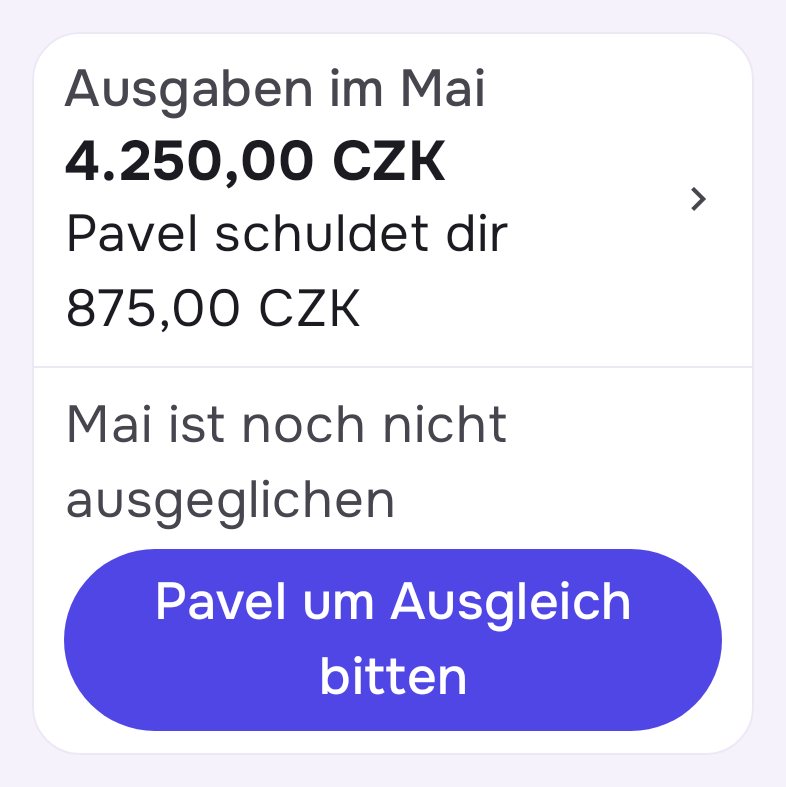 Ausgaben im Mai
4.250,00 CZK
Pavel schuldet dir
875,00 CZK
Mai ist noch nicht
ausgeglichen
Pavel um Ausgleich
bitten